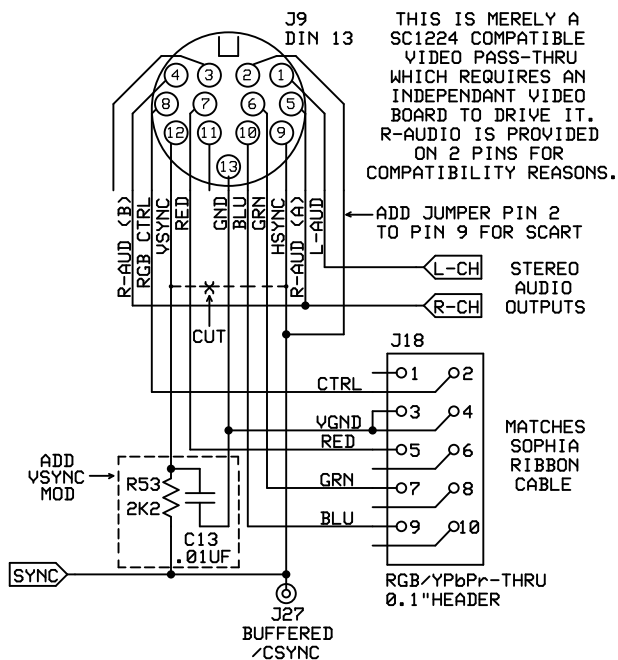 J9
DIN 13
THIS IS MERELY A
SC1224 COMPATIBLE
VIDEO PASS-THRU
WHICH REQUIRES AN
INDEPENDANT VIDEO
BOARD TO DRIVE IT.
R-AUDIO IS PROVIDED
ON 2 PINS FOR
COMPATIBILITY REASONS.
4 3 2 1
8 7 6 5
12 11 10 9
13
R-AUD (B)
RGB CTRL
VSYNC
RED
GND
BLU
GRN
HSYNC
R-AUD (A)
L-AUD
ADD JUMPER PIN 2
TO PIN 9 FOR SCART
L-CH
R-CH
STEREO
AUDIO
OUTPUTS
CUT
J18
CTRL
VGND
RED
GRN
BLU
1 2
3 4
5 6
7 8
9 10
MATCHES
SOPHIA
RIBBON
CABLE
RGB/YPbPr-THRU
0.1"HEADER
ADD
VSYNC
MOD
R53
2K2
C13
.01UF
SYNC
J27
BUFFERED
/CSYNC